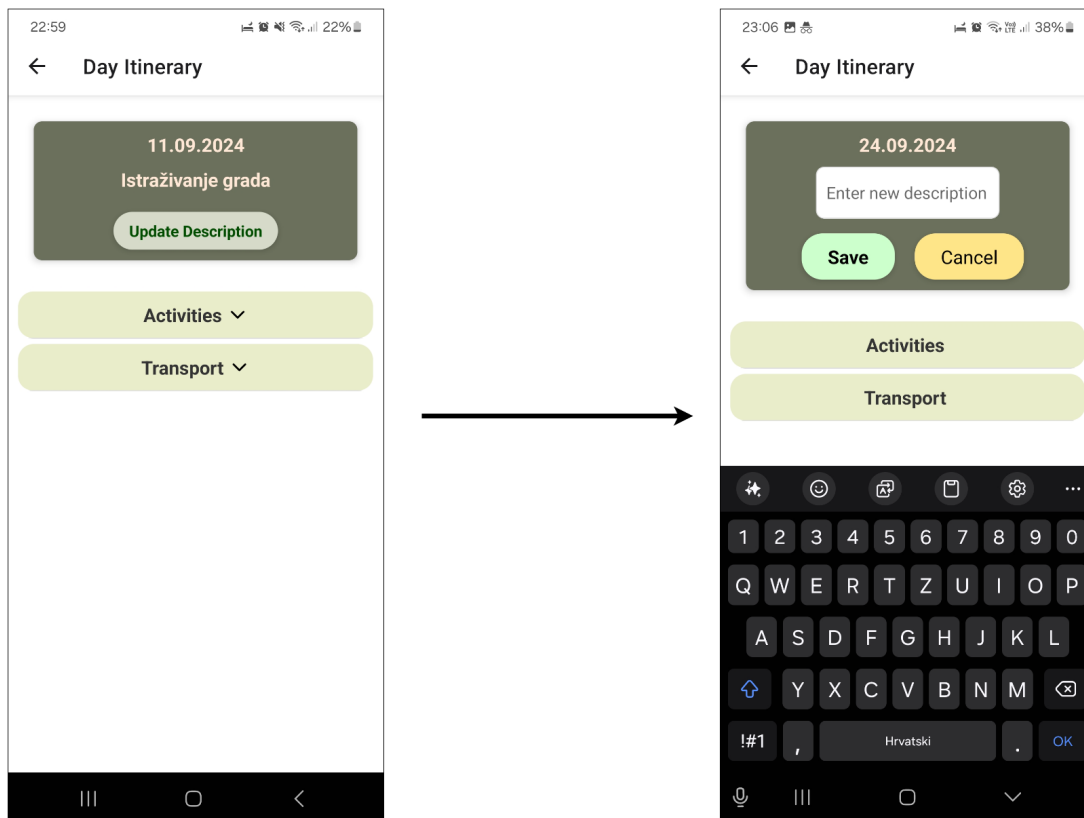 22:59 22%
Day Itinerary
11.09.2024
Istraživanje grada
Update Description
Activities
Transport
23:06 Vo) LTE 38%
Day Itinerary
24.09.2024
Enter new description
Save Cancel
Activities
Transport
1 2 3 4 5 6 7 8 9 0
Q W E R T Z U I O P
A S D F G H J K L
Y X C V B N M
!#1 , Hrvatski . OK